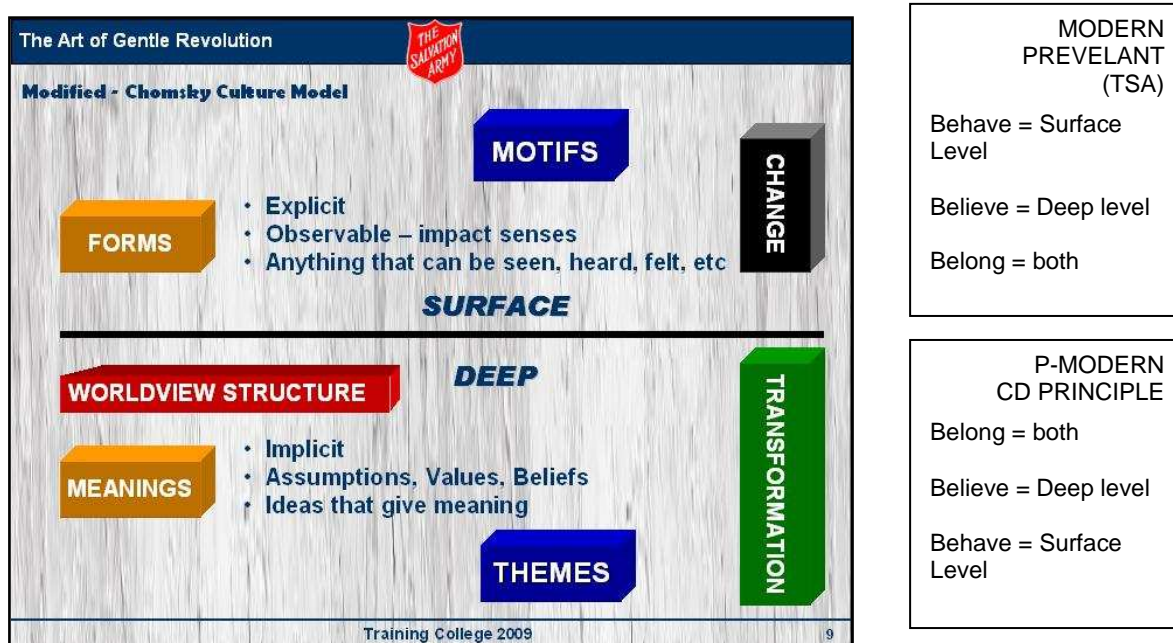 The Art of Gentle Revolution
THE
SALVATION
ARMY
Modified - Chomsky Culture Model
MOTIFS
CHANGE
FORMS
• Explicit
• Observable – impact senses
• Anything that can be seen, heard, felt, etc
SURFACE
DEEP
WORLDVIEW STRUCTURE
TRANSFORMATION
MEANINGS
• Implicit
• Assumptions, Values, Beliefs
• Ideas that give meaning
THEMES
Training College 2009
9
MODERN
PREVELANT
(TSA)
Behave = Surface
Level
Believe = Deep level
Belong = both
P-MODERN
CD PRINCIPLE
Belong = both
Believe = Deep level
Behave = Surface
Level